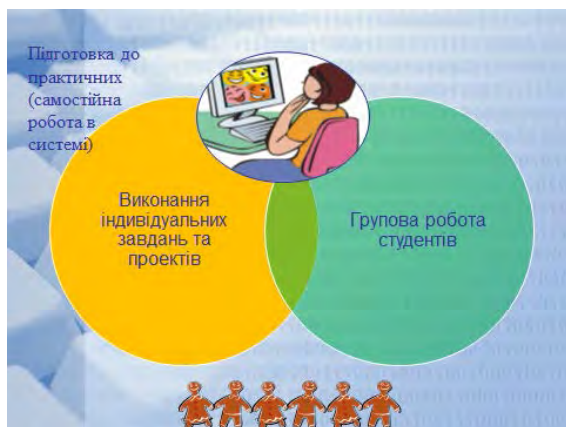 Підготовка до
практичних
(самостійна
робота в
системі)
Виконання
індивідуальних
завдань та
проектів
Групова робота
студентів